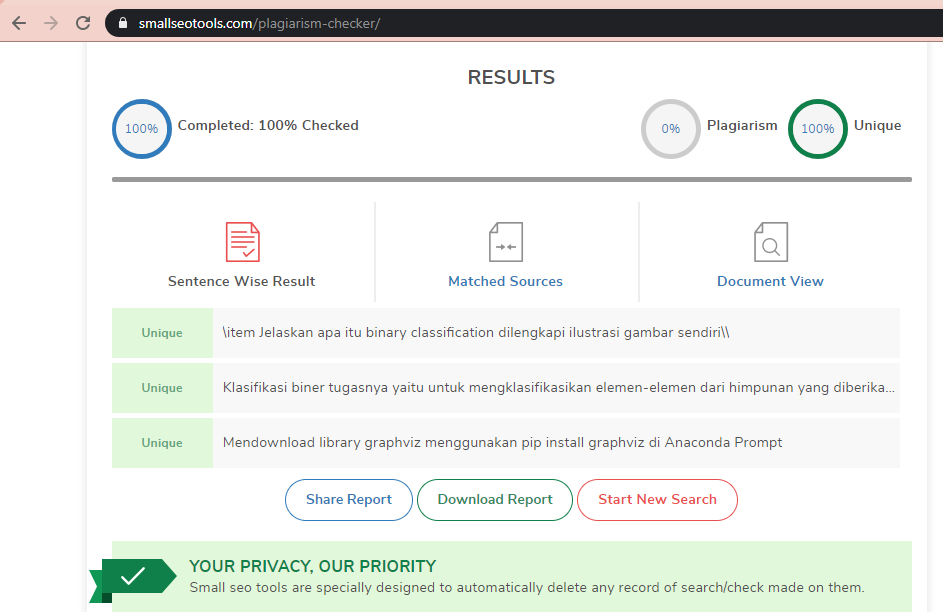 smallseotools.com/plagiarism-checker/
RESULTS
100%
Completed: 100% Checked
0%
Plagiarism
100%
Unique
Sentence Wise Result
Matched Sources
Document View
Unique
\item Jelaskan apa itu binary classification dilengkapi ilustrasi gambar sendiri\\
Unique
Klasifikasi biner tugasnya yaitu untuk mengklasifikasikan elemen-elemen dari himpunan yang diberika...
Unique
Mendownload library graphviz menggunakan pip install graphviz di Anaconda Prompt
Share Report
Download Report
Start New Search
YOUR PRIVACY, OUR PRIORITY
Small seo tools are specially designed to automatically delete any record of search/check made on them.